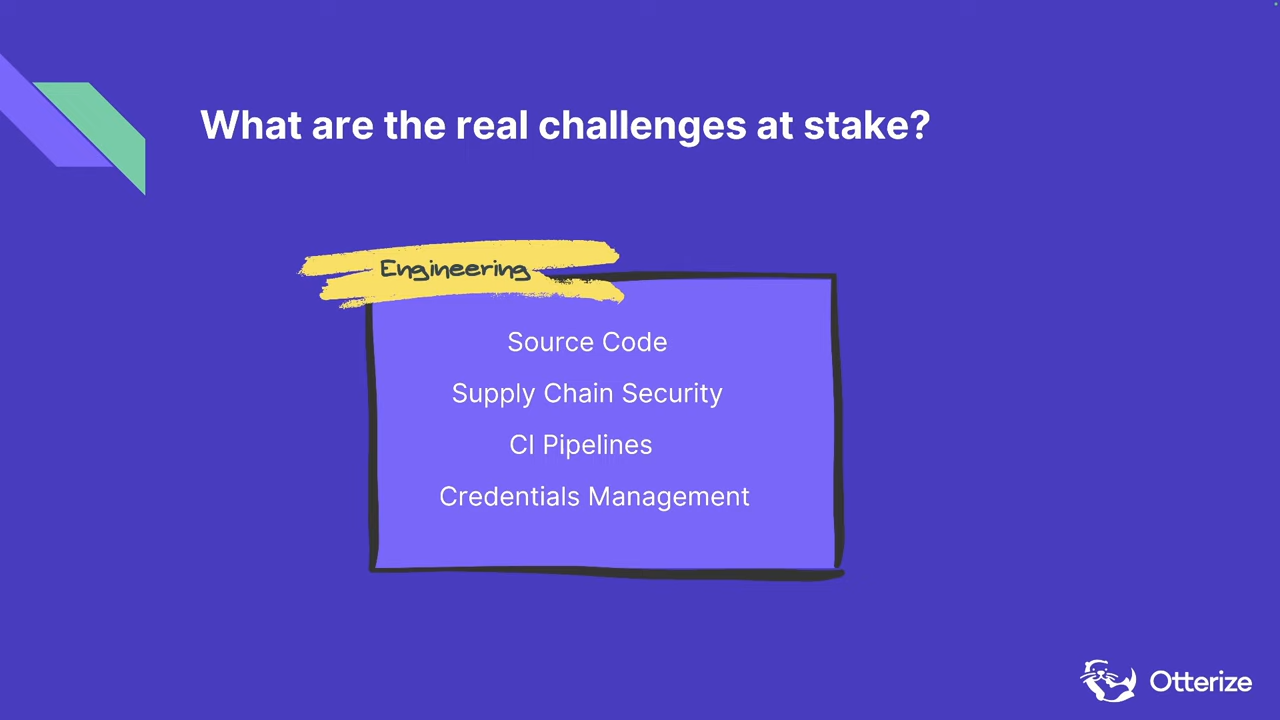 What are the real challenges at stake?
Engineering
Source Code
Supply Chain Security
CI Pipelines
Credentials Management
Otterize